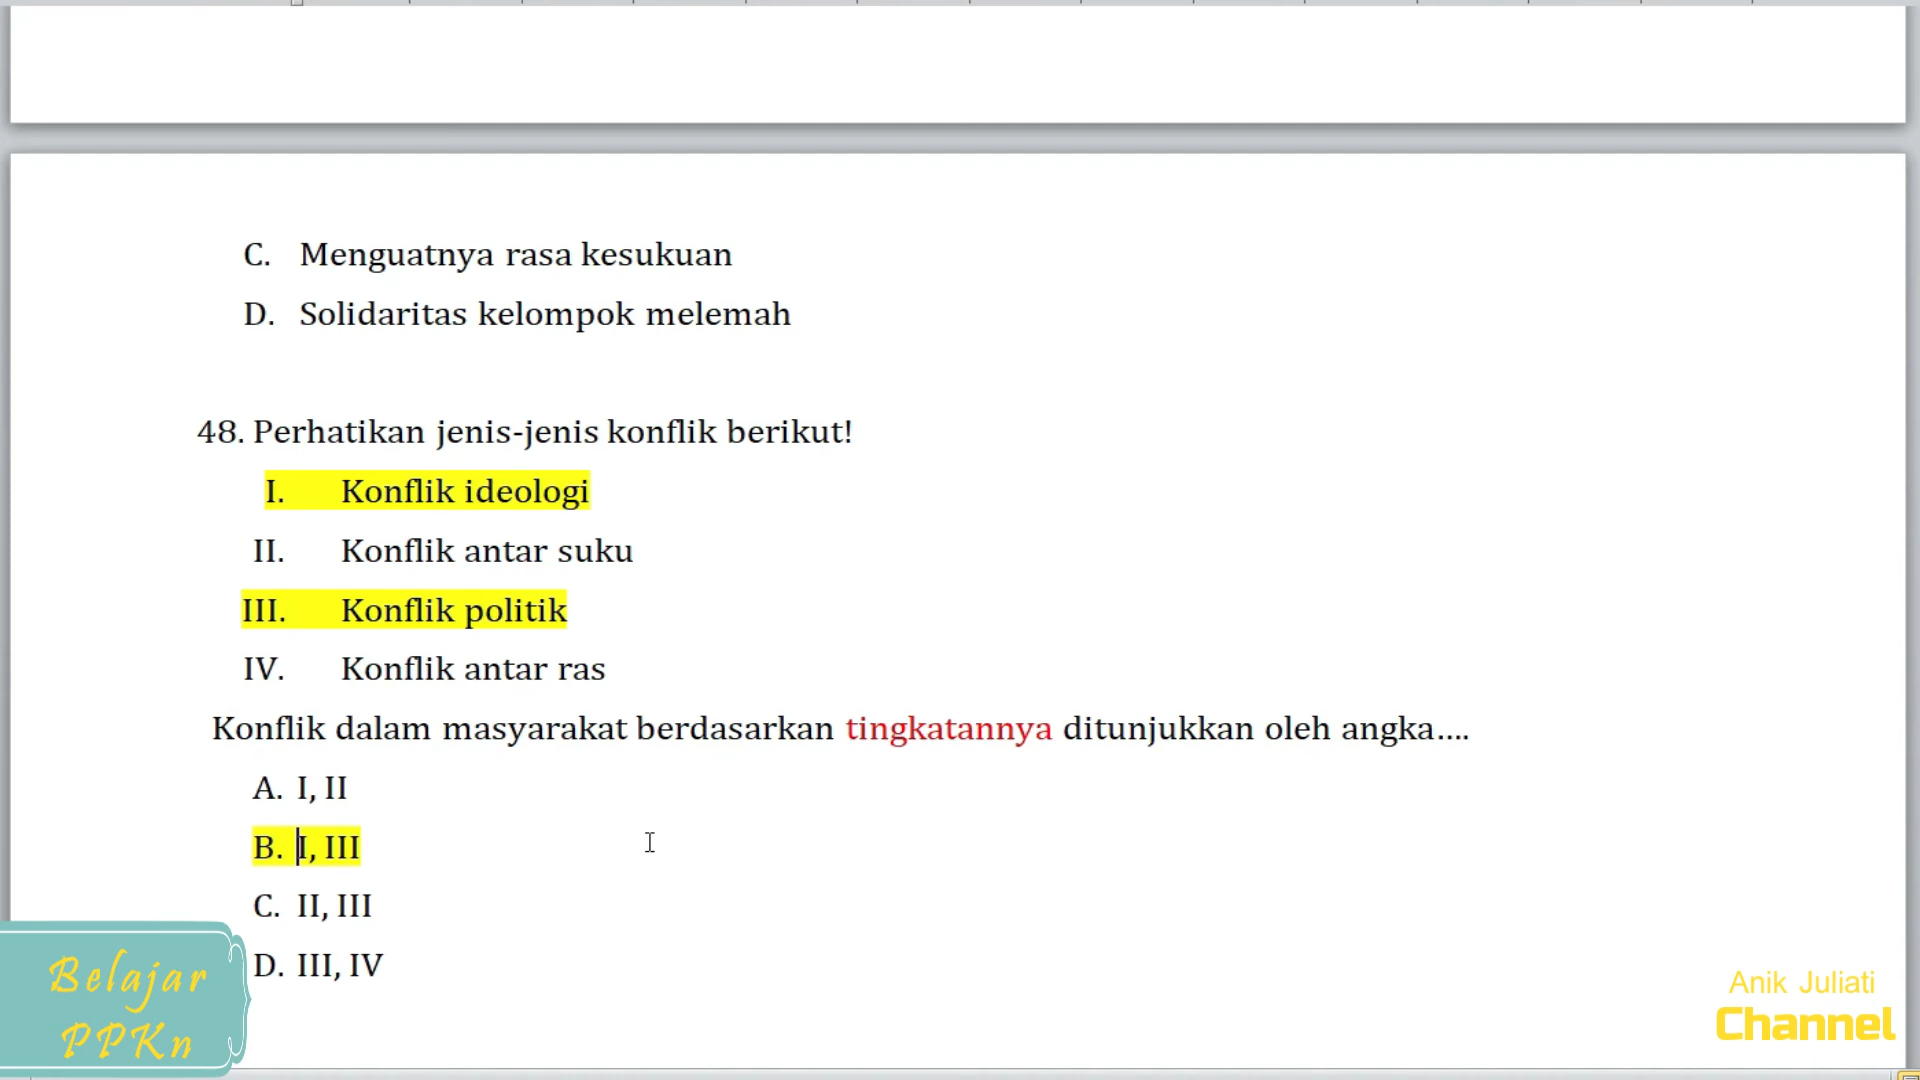 C. Menguatnya rasa kesukuan
D. Solidaritas kelompok melemah
48. Perhatikan jenis-jenis konflik berikut!
I. Konflik ideologi
II. Konflik antar suku
III. Konflik politik
IV. Konflik antar ras
Konflik dalam masyarakat berdasarkan tingkatannya ditunjukkan oleh angka....
A. I, II
B. I, III
C. II, III
D. III, IV
Belajar
PPKn
Anik Juliati
Channel